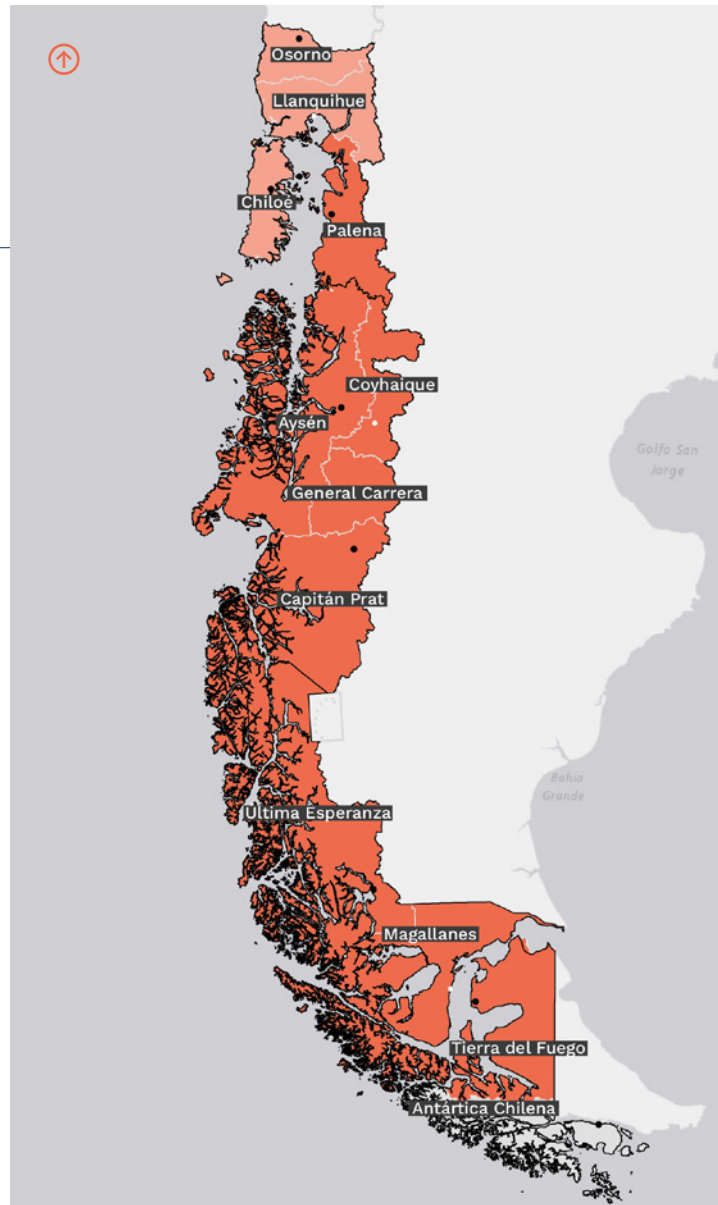 Osorno
Llanquihue
Chiloé
Palena
Coyhaique
Aysén
Golfo San
Jorge
General Carrera
Capitán Prat
Bahía
Grande
Ultima Esperanza
Magallanes
Tierra del Fuego
Antártica Chilena